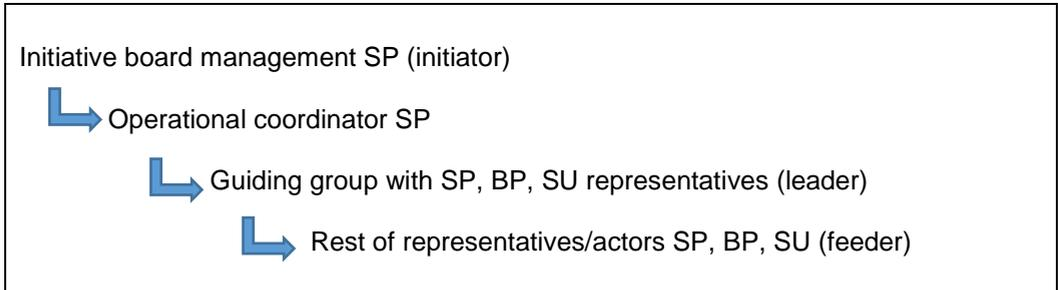 Initiative board management SP (initiator)
Operational coordinator SP
Guiding group with SP, BP, SU representatives (leader)
Rest of representatives/actors SP, BP, SU (feeder)